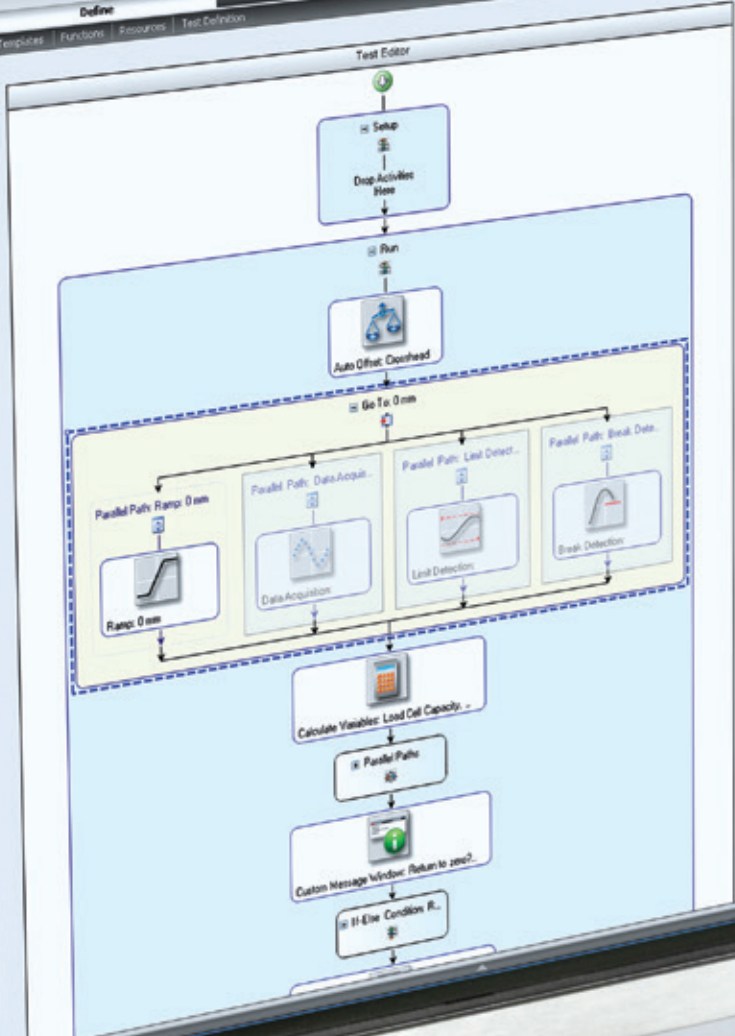 Define
Templates Functions Resources Test Definition
Test Editor
Setup
Drop Activities
Here
Run
Auto Offset: Crosshead
Go To: 0 mm
Parallel Path: Ramp: 0 mm
Parallel Path: Data Acquisi...
Parallel Path: Limit Detect...
Parallel Path: Break Dete...
Ramp: 0 mm
Data Acquisition:
Limit Detection:
Break Detection:
Calculate Variables: Load Cell Capacity, ...
Parallel Paths
Custom Message Window: Return to zero?...
If-Else Condition: R...